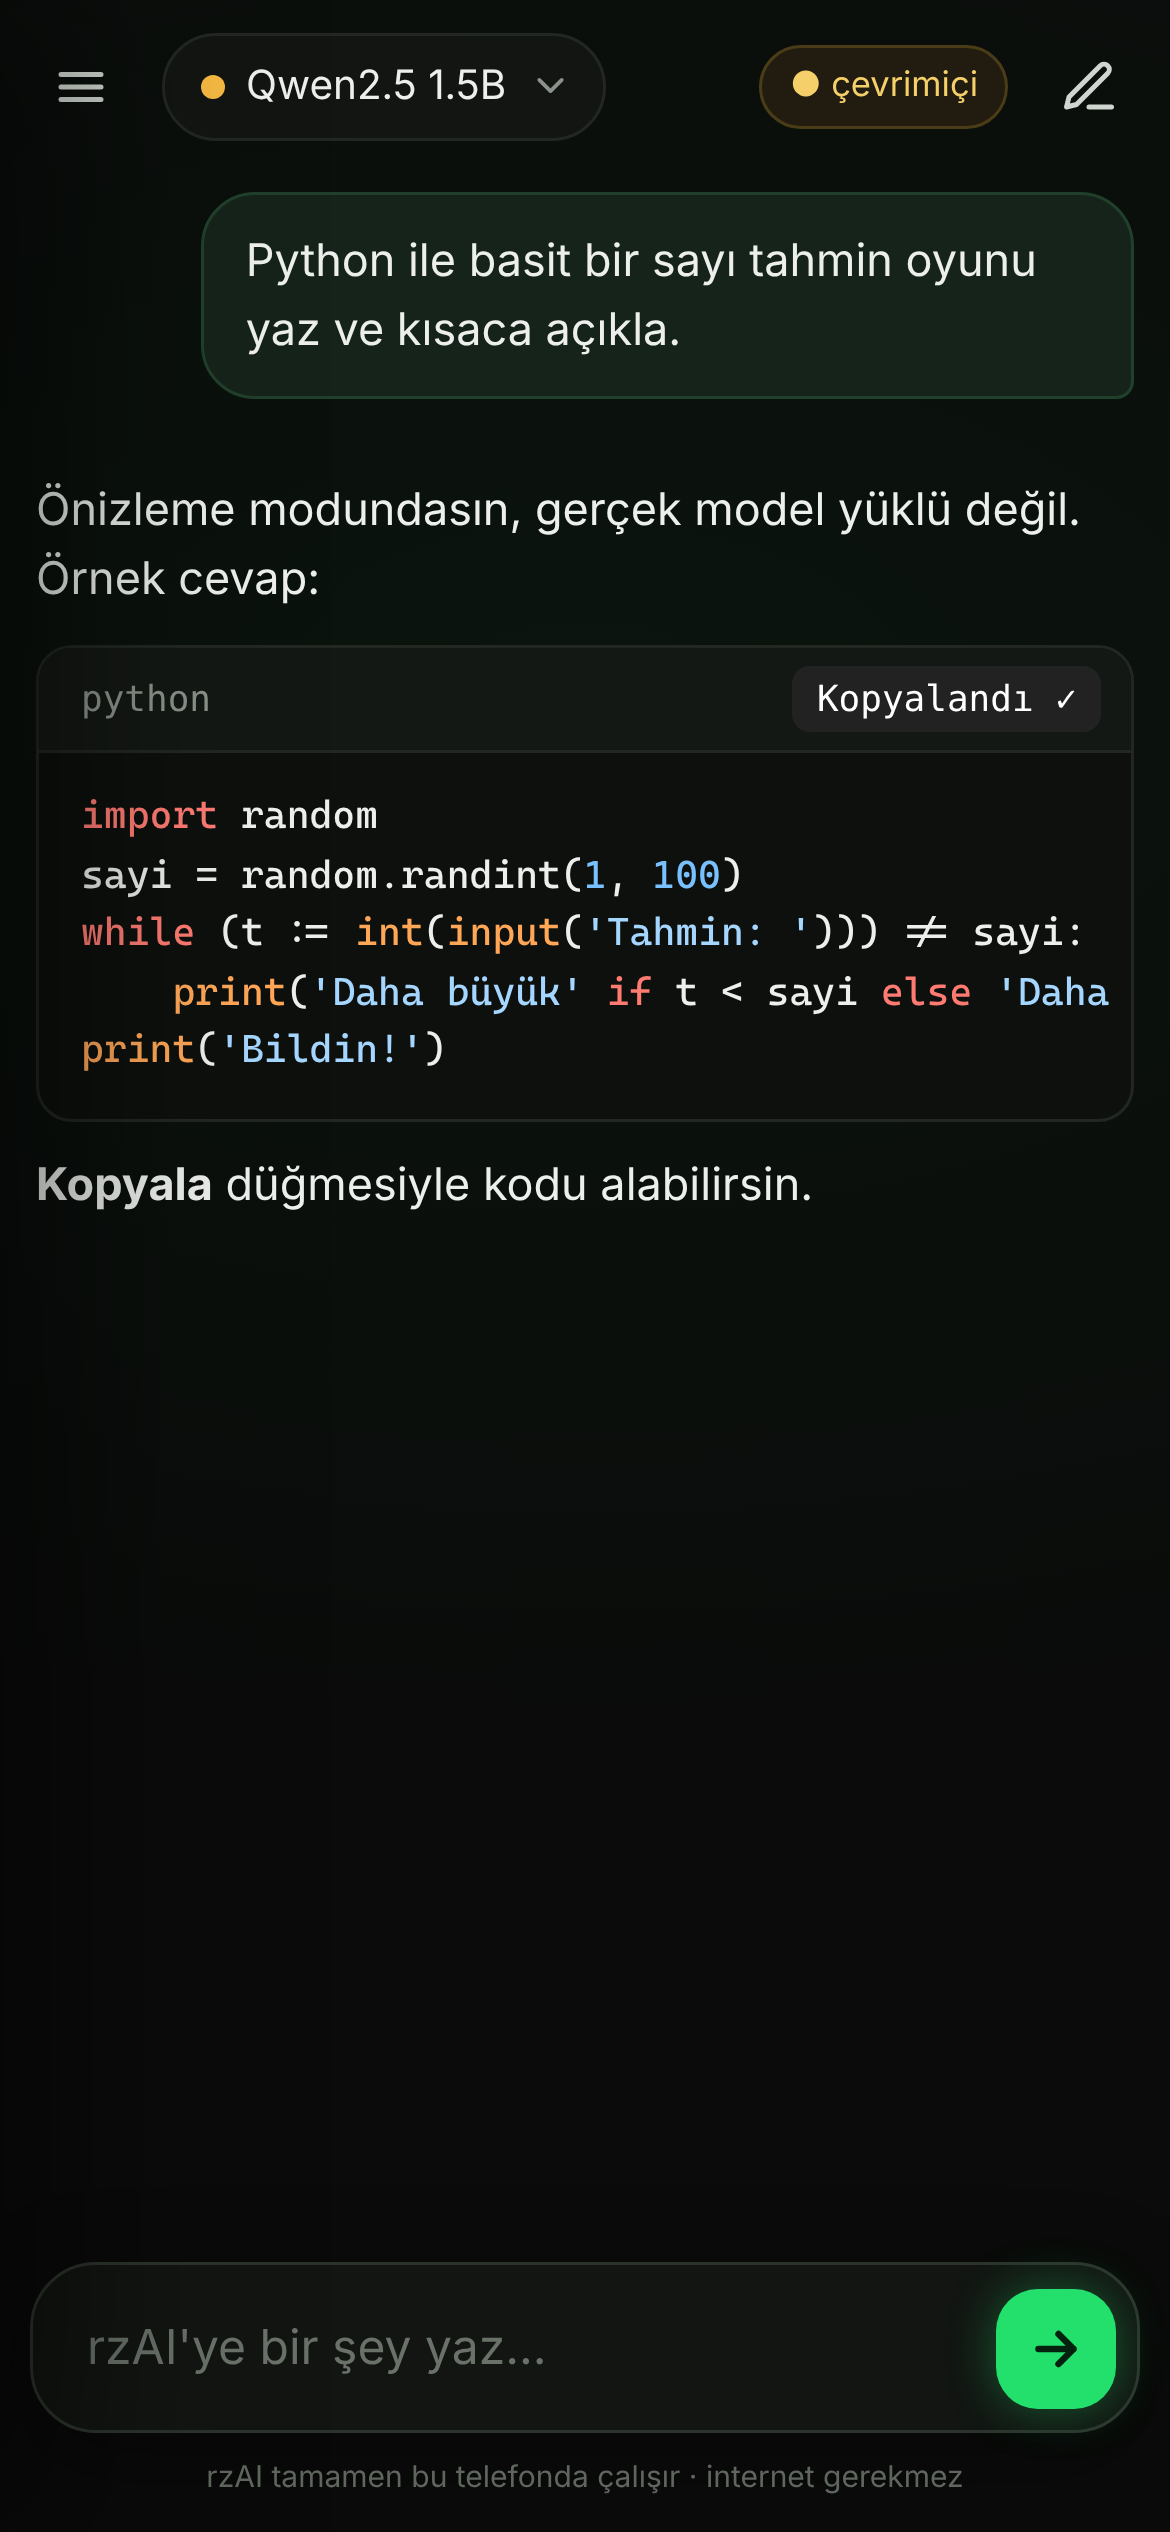 Qwen2.5 1.5B
çevrimiçi
Python ile basit bir sayı tahmin oyunu
yaz ve kısaca açıkla.
Önizleme modundasın, gerçek model yüklü değil.
Örnek cevap:
python
Kopyalandı ✓
import random
sayi = random.randint(1, 100)
while (t := int(input('Tahmin: '))) != sayi:
    print('Daha büyük' if t < sayi else 'Daha
print('Bildin!')
Kopyala düğmesiyle kodu alabilirsin.
rzAI'ye bir şey yaz...
rzAI tamamen bu telefonda çalışır · internet gerekmez